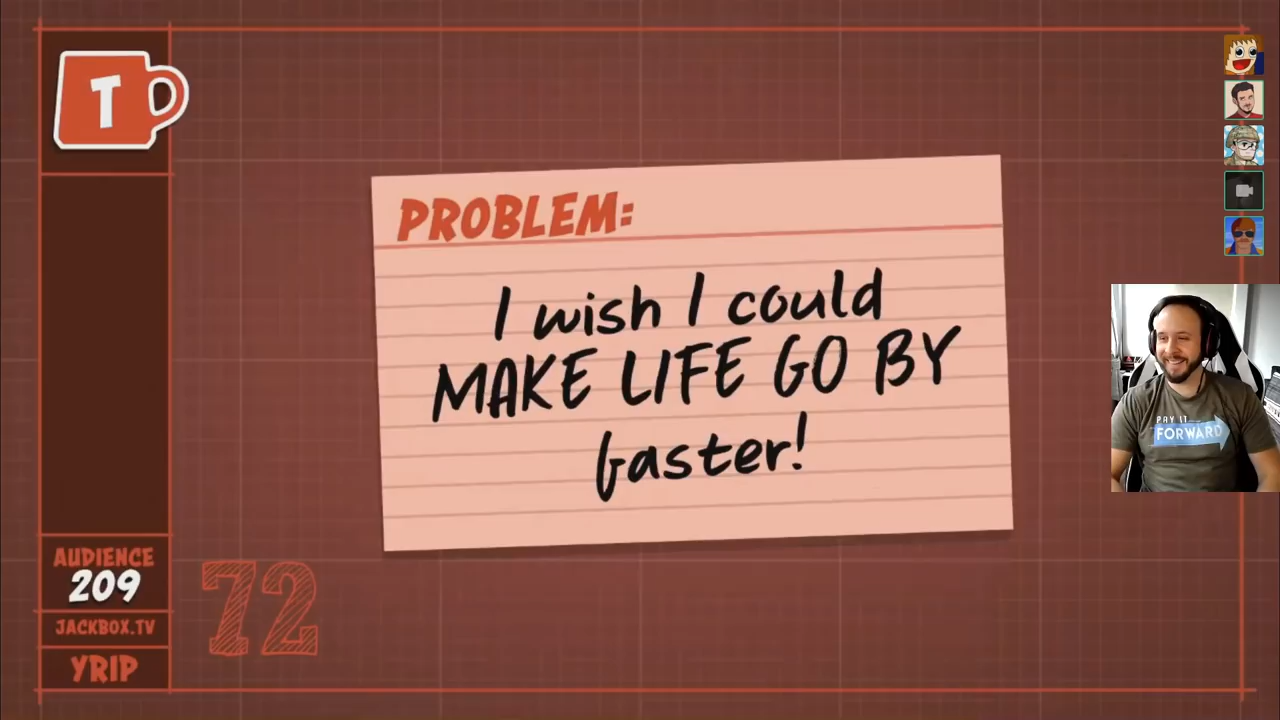 T
PROBLEM:
I wish I could
MAKE LIFE GO BY
faster!
PAY IT
FORWARD
AUDIENCE
209
JACKBOX.TV
YRIP
72